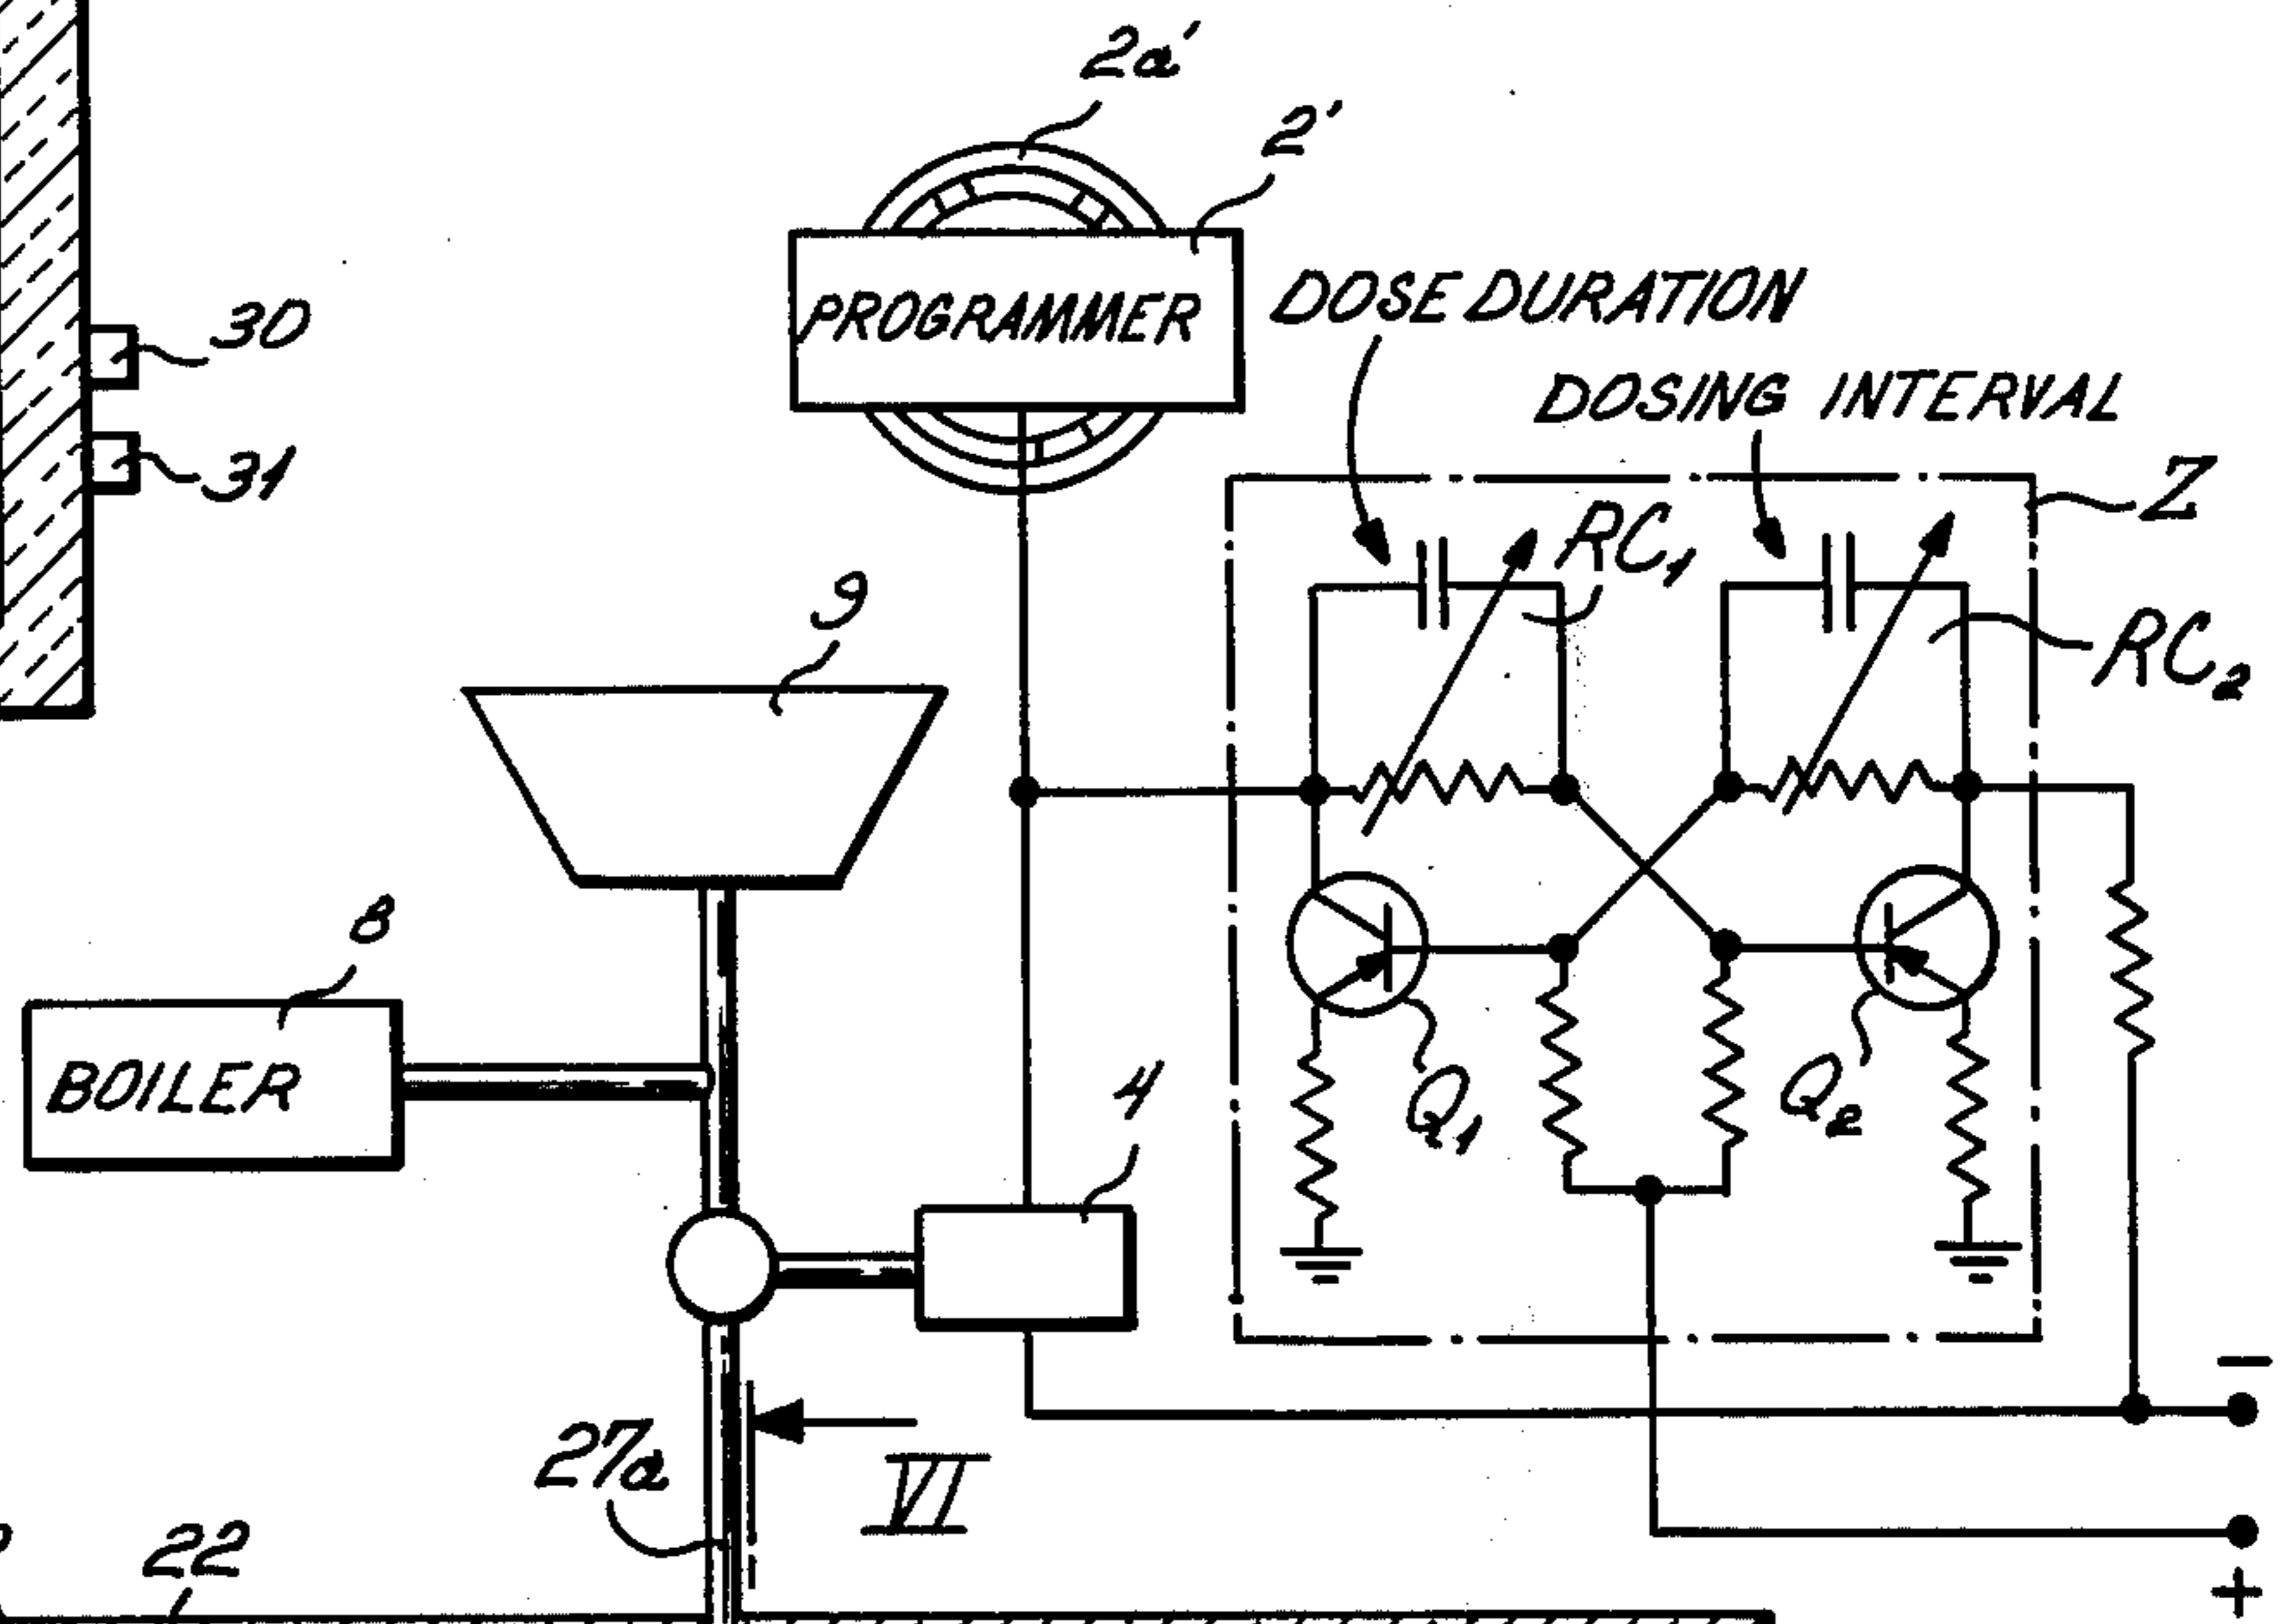 2a'
2'
PROGRAMMER
DOSE DURATION
DOSING INTERVAL
30
31
Z
RC1
RC2
9
8
BOILER
4
Q1
Q2
27a
VI
22
−
+